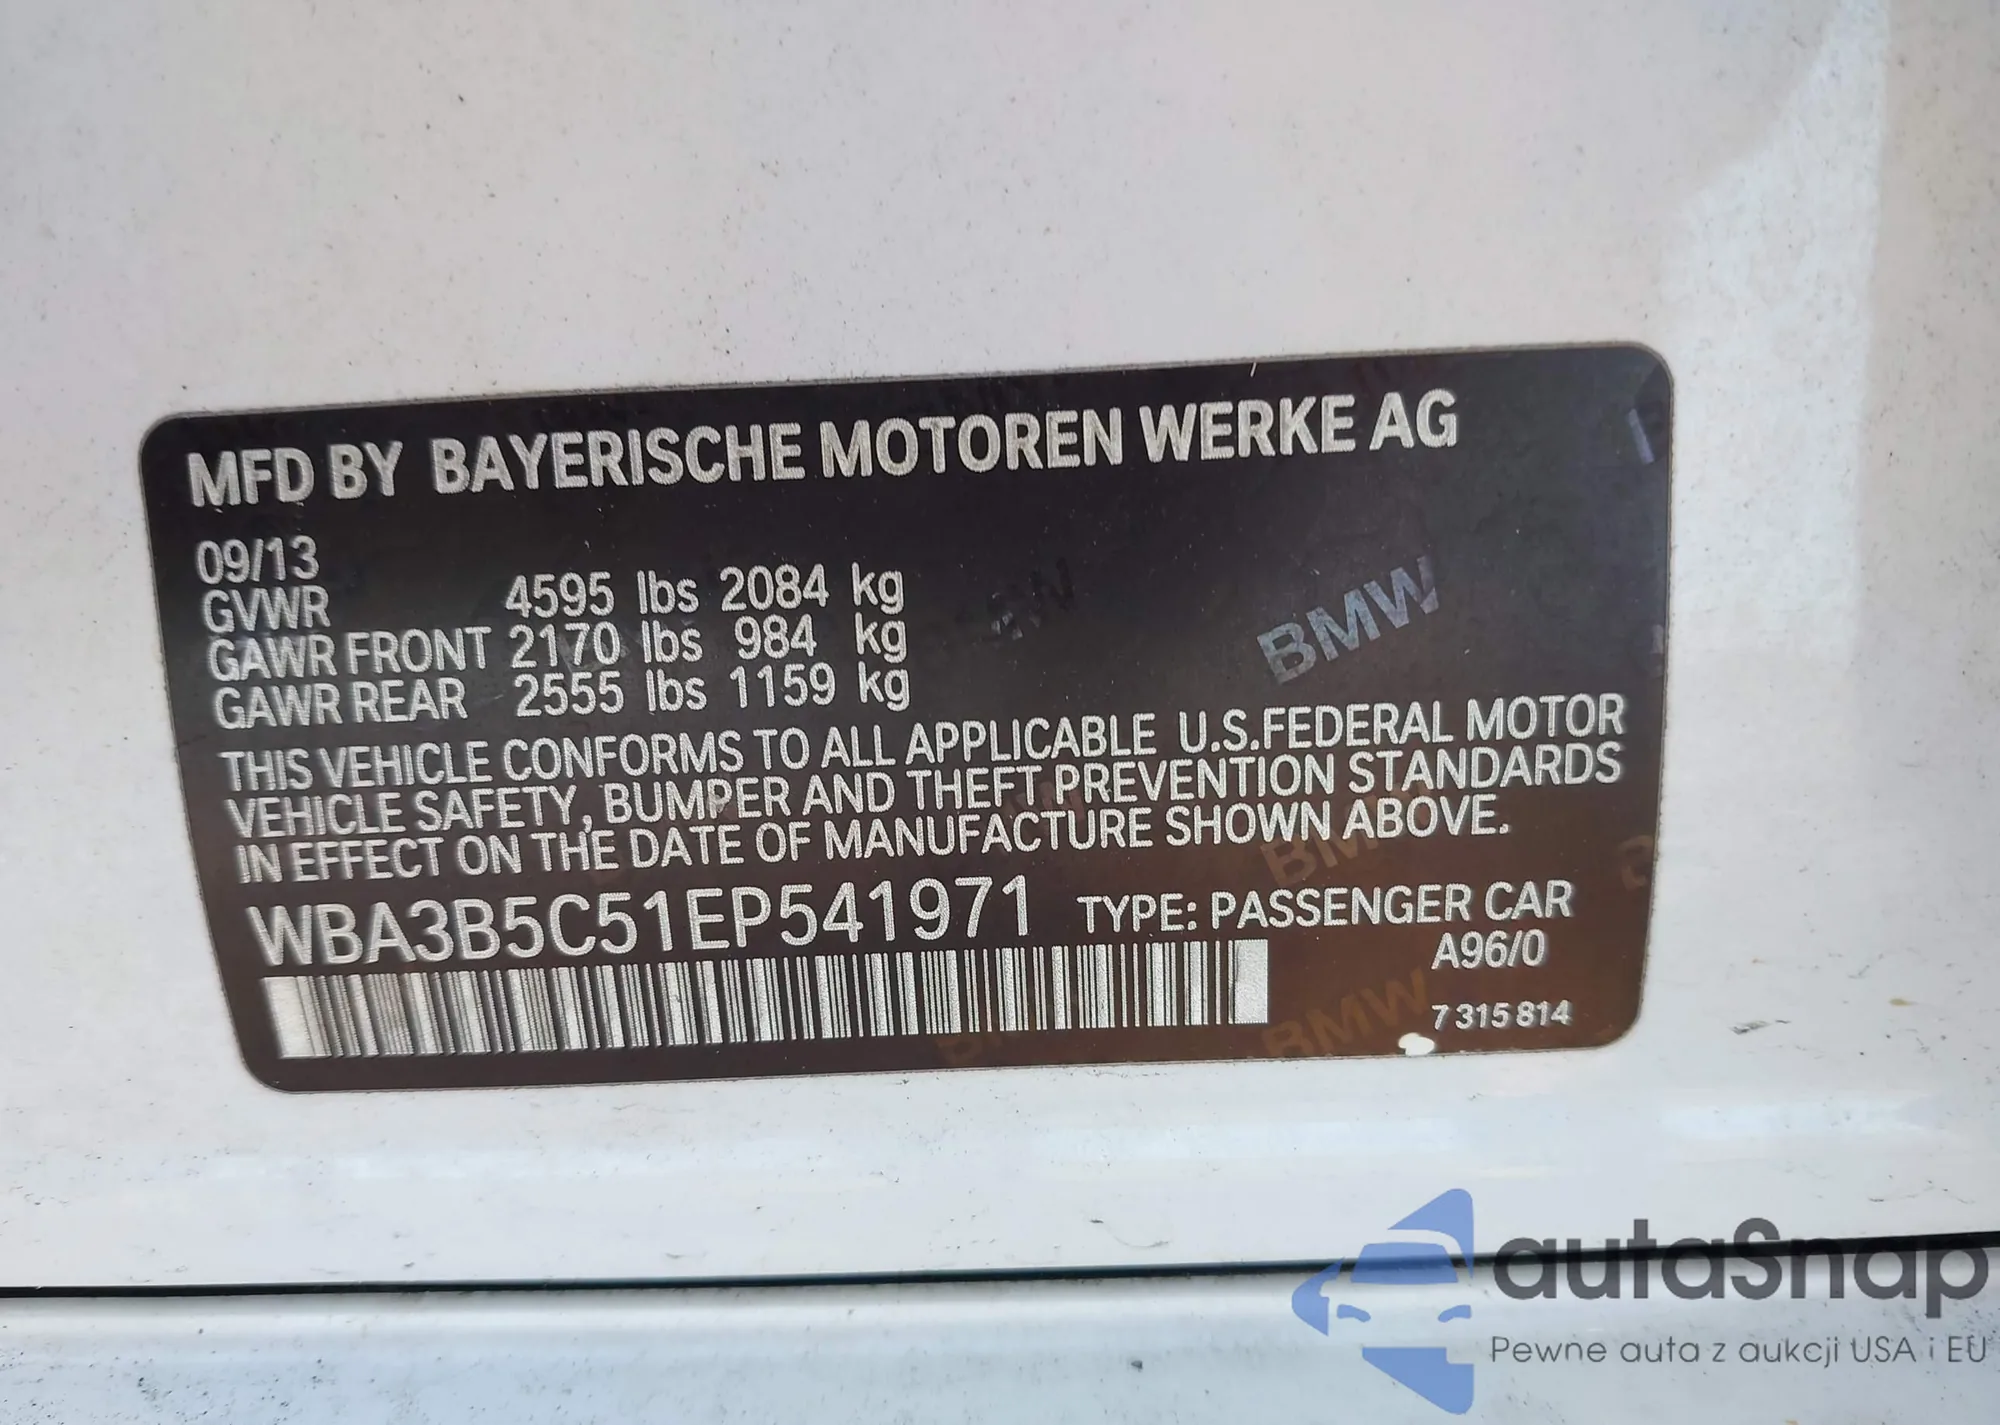 MFD BY BAYERISCHE MOTOREN WERKE AG
09/13
GVWR 4595 lbs 2084 kg
GAWR FRONT 2170 lbs 984 kg
GAWR REAR 2555 lbs 1159 kg
THIS VEHICLE CONFORMS TO ALL APPLICABLE U.S.FEDERAL MOTOR
VEHICLE SAFETY, BUMPER AND THEFT PREVENTION STANDARDS
IN EFFECT ON THE DATE OF MANUFACTURE SHOWN ABOVE.
WBA3B5C51EP541971 TYPE: PASSENGER CAR
A96/0
7 315 814
BMW
BMW
BMW
autaSnap
Pewne auta z aukcji USA i EU